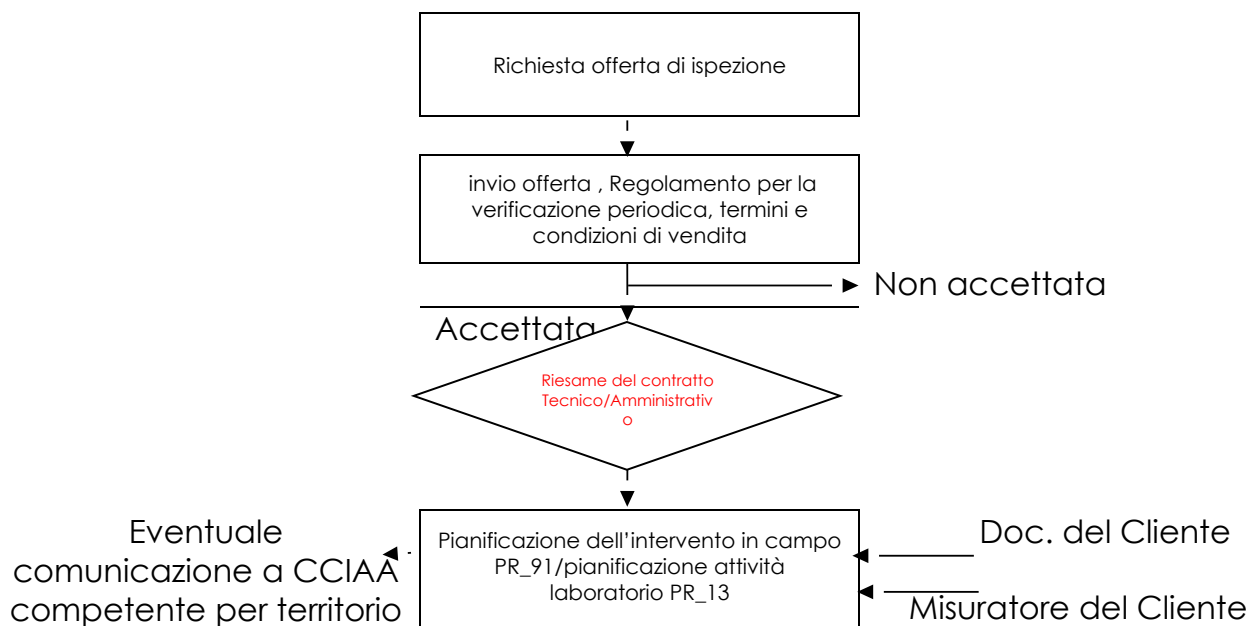 Richiesta offerta di ispezione
invio offerta , Regolamento per la
verificazione periodica, termini e
condizioni di vendita
Non accettata
Accettata
Riesame del contratto
Tecnico/Amministrativ
o
Eventuale
comunicazione a CCIAA
competente per territorio
Pianificazione dell’intervento in campo
PR_91/pianificazione attività
laboratorio PR_13
Doc. del Cliente
Misuratore del Cliente